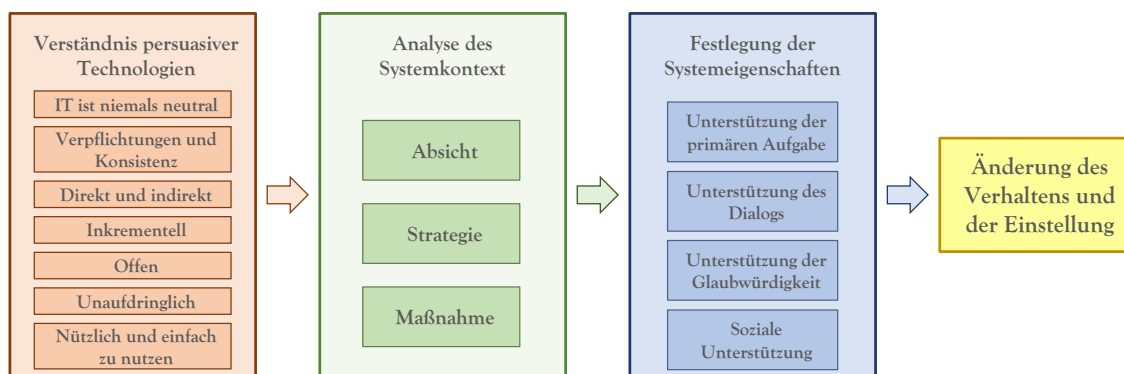 Verständnis persuasiver
Technologien
IT ist niemals neutral
Verpflichtungen und
Konsistenz
Direkt und indirekt
Inkrementell
Offen
Unaufdringlich
Nützlich und einfach
zu nutzen
Analyse des
Systemkontext
Absicht
Strategie
Maßnahme
Festlegung der
Systemeigenschaften
Unterstützung der
primären Aufgabe
Unterstützung des
Dialogs
Unterstützung der
Glaubwürdigkeit
Soziale
Unterstützung
Änderung des
Verhaltens und
der Einstellung